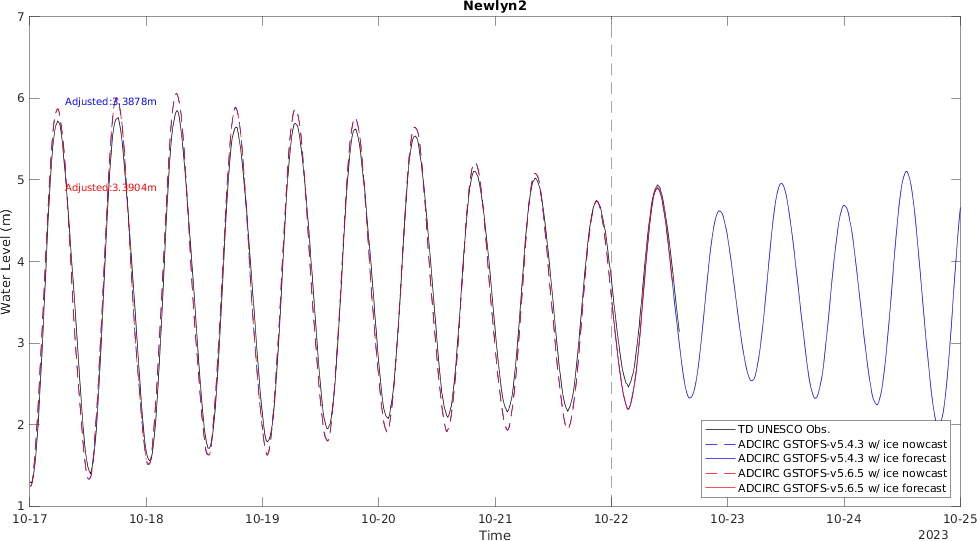 Newlyn2
7
6
5
4
3
2
1
Water Level (m)
Adjusted:3.3878m
Adjusted:3.3904m
TD UNESCO Obs.
ADCIRC GSTOFS-v5.4.3 w/ ice nowcast
ADCIRC GSTOFS-v5.4.3 w/ ice forecast
ADCIRC GSTOFS-v5.6.5 w/ ice nowcast
ADCIRC GSTOFS-v5.6.5 w/ ice forecast
10-17 10-18 10-19 10-20 10-21 10-22 10-23 10-24 10-25
Time
2023